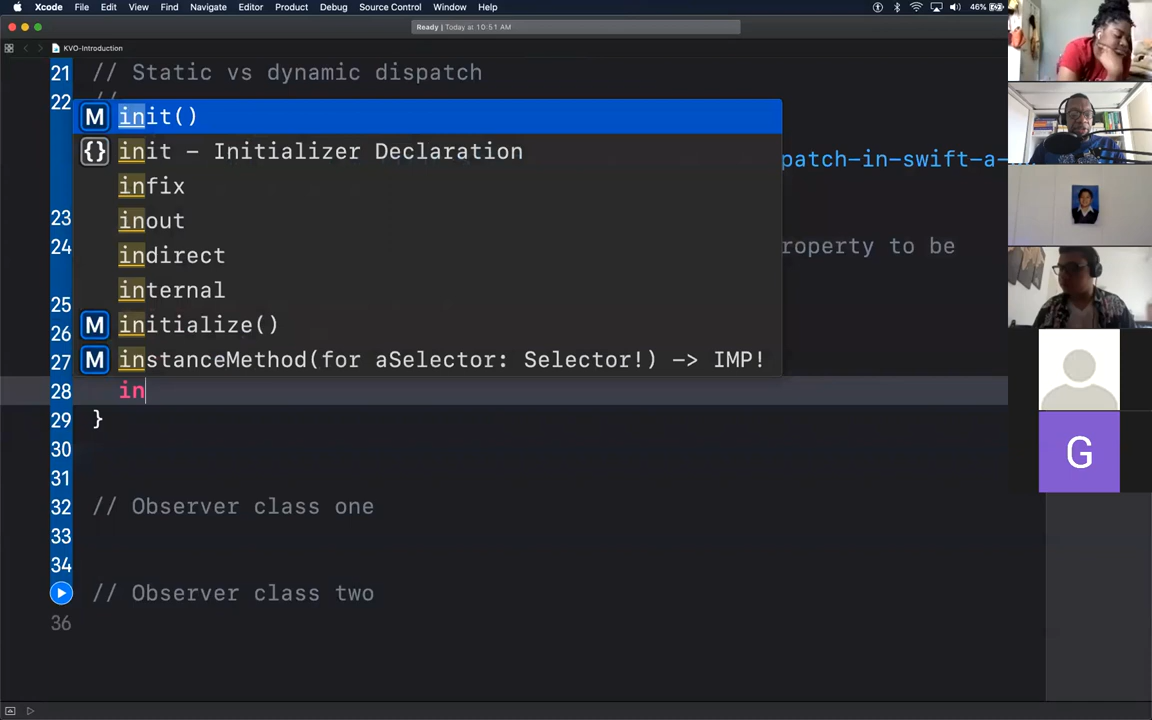 Xcode File Edit View Find Navigate Editor Product Debug Source Control Window Help 46%
Ready | Today at 10:51 AM
KVO-Introduction
21 // Static vs dynamic dispatch
22 //
M init()
{} init – Initializer Declaration
infix
patch-in-swift-a-
inout
23
indirect
24 roperty to be
internal
25
M initialize()
26
M instanceMethod(for aSelector: Selector!) -> IMP!
27
28 in
29 }
30
31
32 // Observer class one
33
34
// Observer class two
36
G